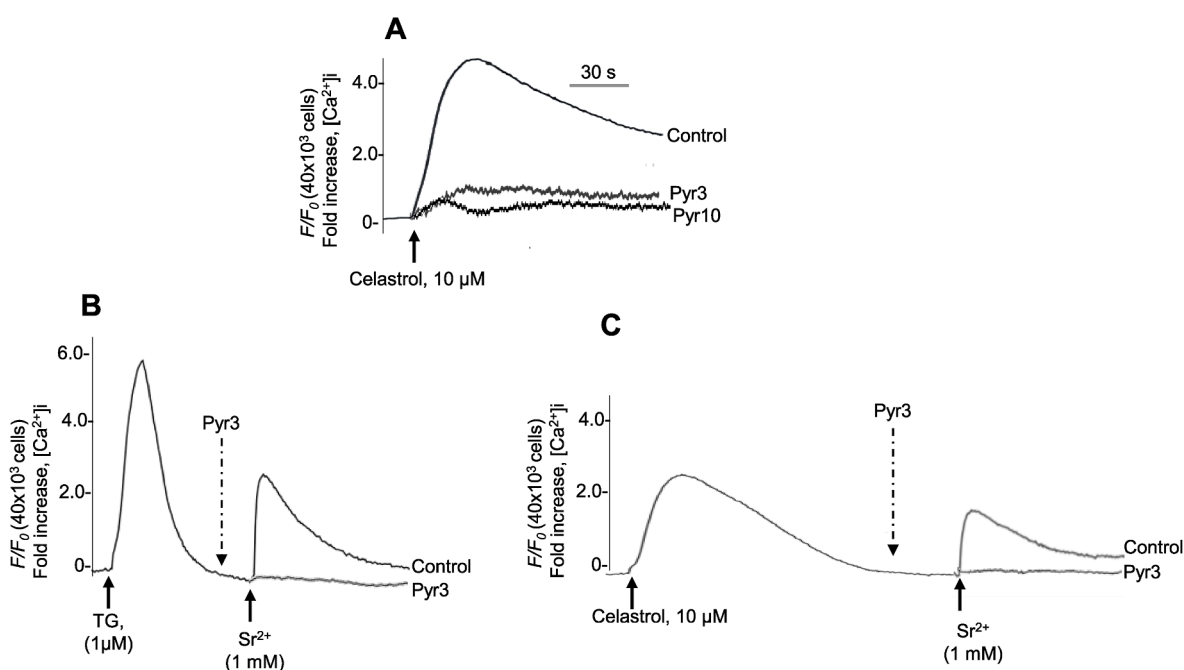 A
F/F₀ (40x10³ cells)
Fold increase, [Ca²⁺]i
4.0-
2.0-
0-
30 s
Control
Pyr3
Pyr10
Celastrol, 10 µM
B
F/F₀ (40x10³ cells)
Fold increase, [Ca²⁺]i
6.0-
4.0-
2.0-
0-
Pyr3
Control
Pyr3
TG,
(1µM)
Sr²⁺
(1 mM)
C
F/F₀ (40x10³ cells)
Fold increase, [Ca²⁺]i
4.0-
2.0-
0-
Pyr3
Control
Pyr3
Celastrol, 10 µM
Sr²⁺
(1 mM)